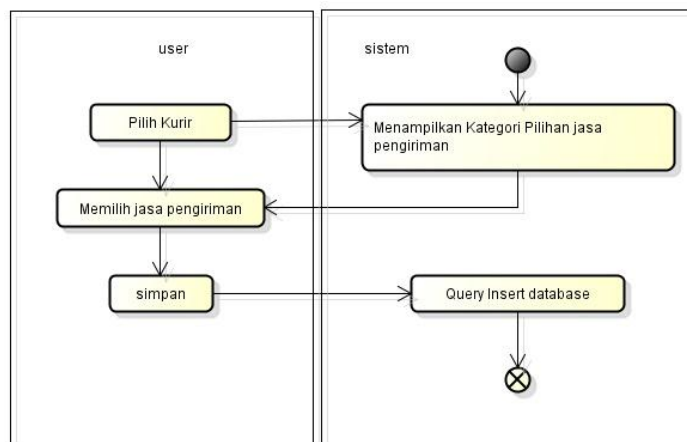 user
sistem
Pilih Kurir
Menampilkan Kategori Pilihan jasa
pengiriman
Memilih jasa pengiriman
simpan
Query Insert database